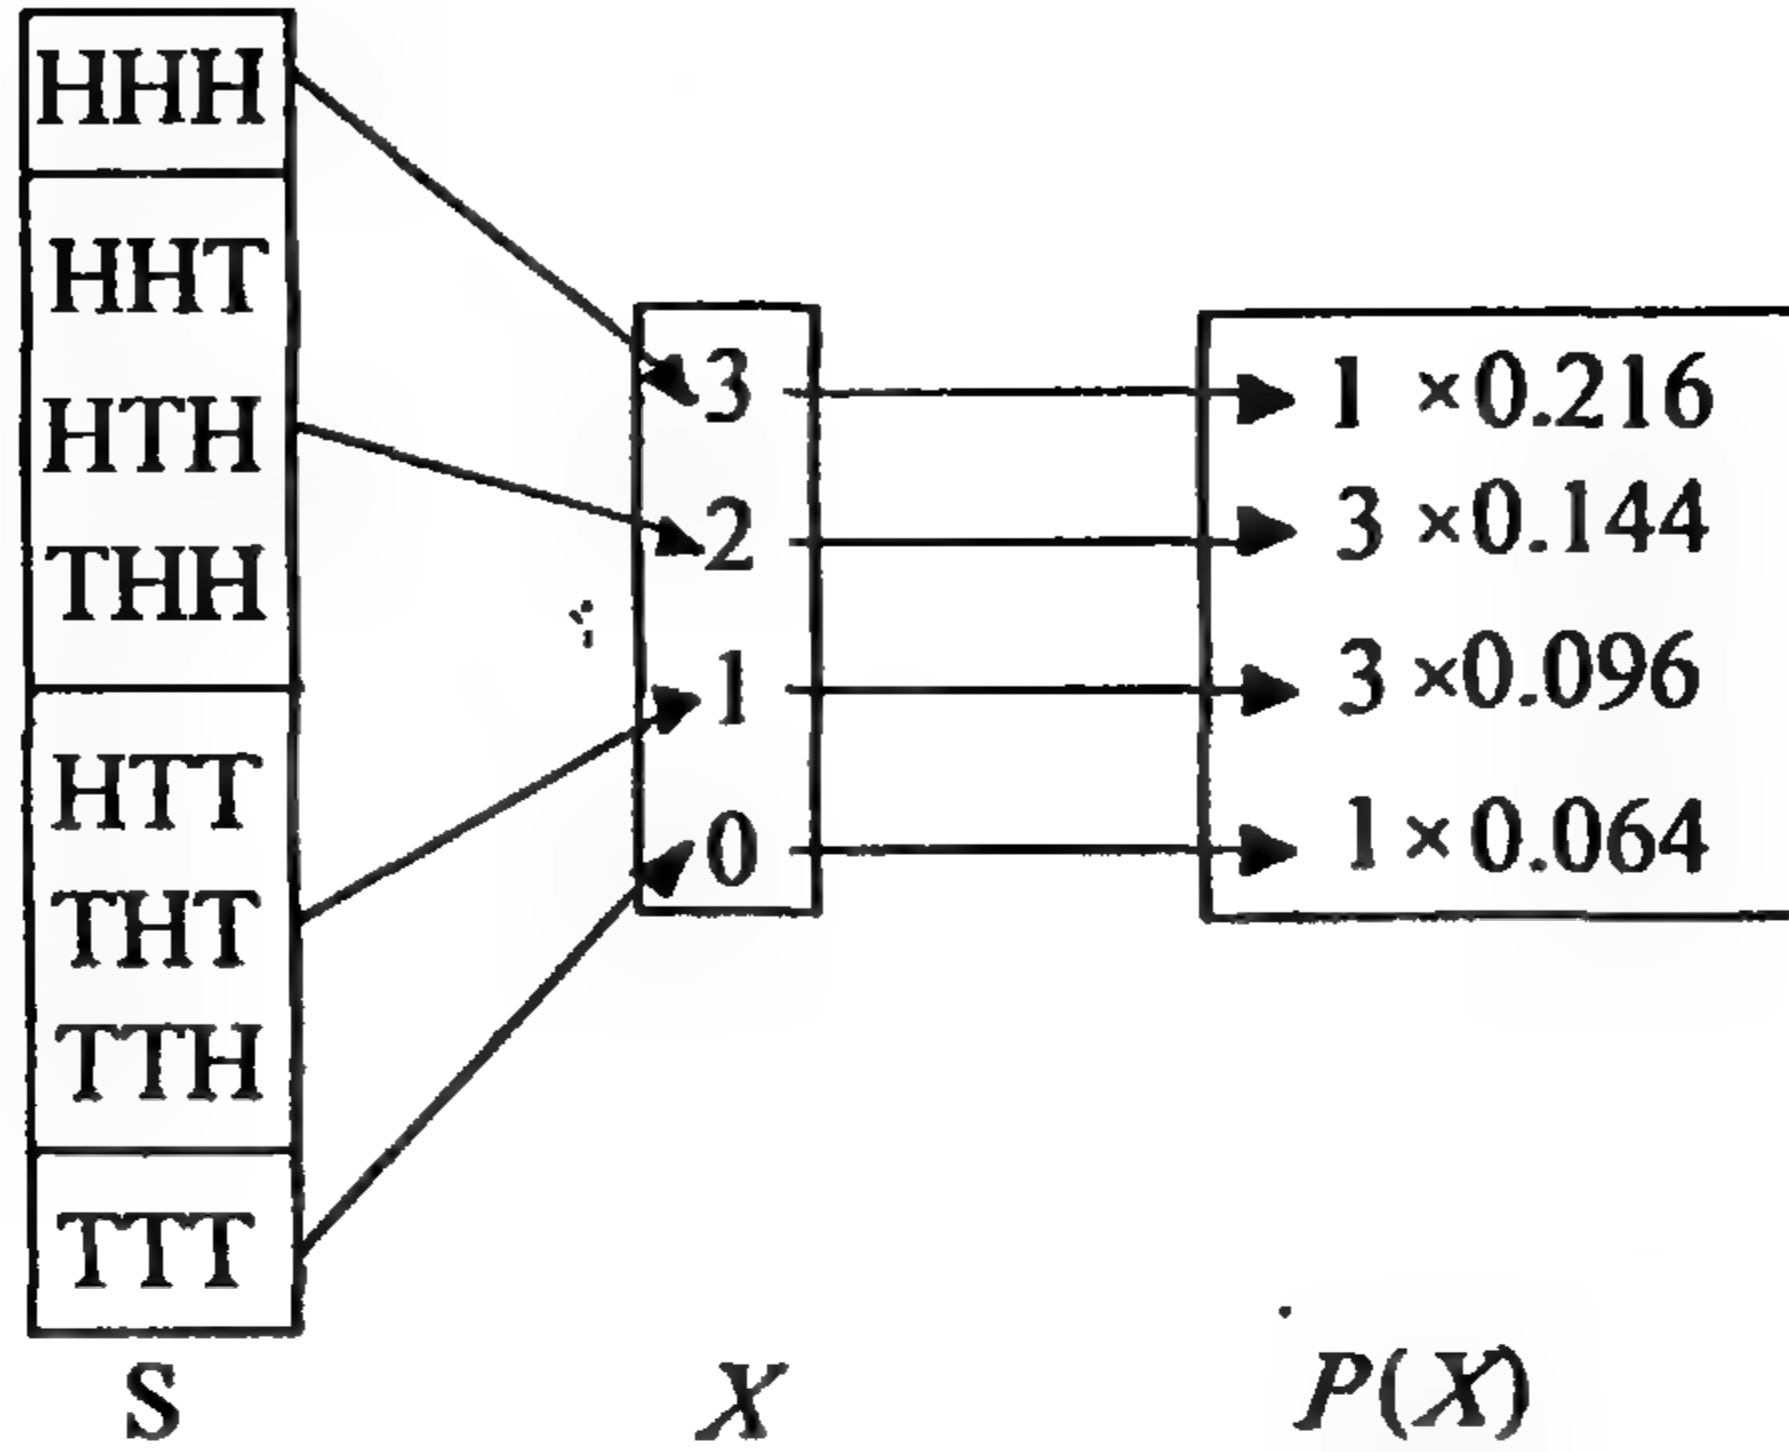 HHH
HHT
HTH
THH
HTT
THT
TTH
TTT
S
3
2
1
0
X
1 ×0.216
3 ×0.144
3 ×0.096
1 × 0.064
P(X)